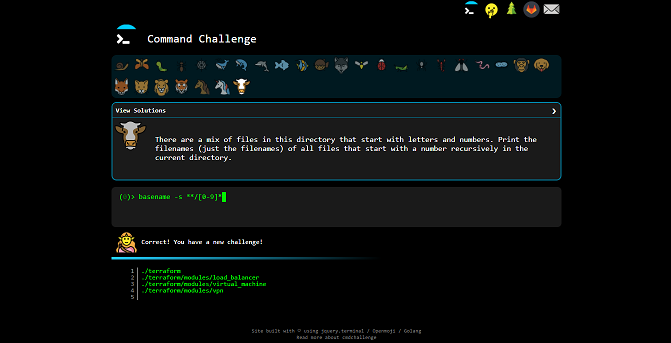 Command Challenge
View Solutions
There are a mix of files in this directory that start with letters and numbers. Print the
filenames (just the filenames) of all files that start with a number recursively in the
current directory.
basename -s **/[0-9]*
Correct! You have a new challenge!
1 ./terraform
2 ./terraform/modules/load_balancer
3 ./terraform/modules/virtual_machine
4 ./terraform/modules/vpn
5
Site built with using jquery.terminal / Openmoji / Golang
Read more about cmdchallenge